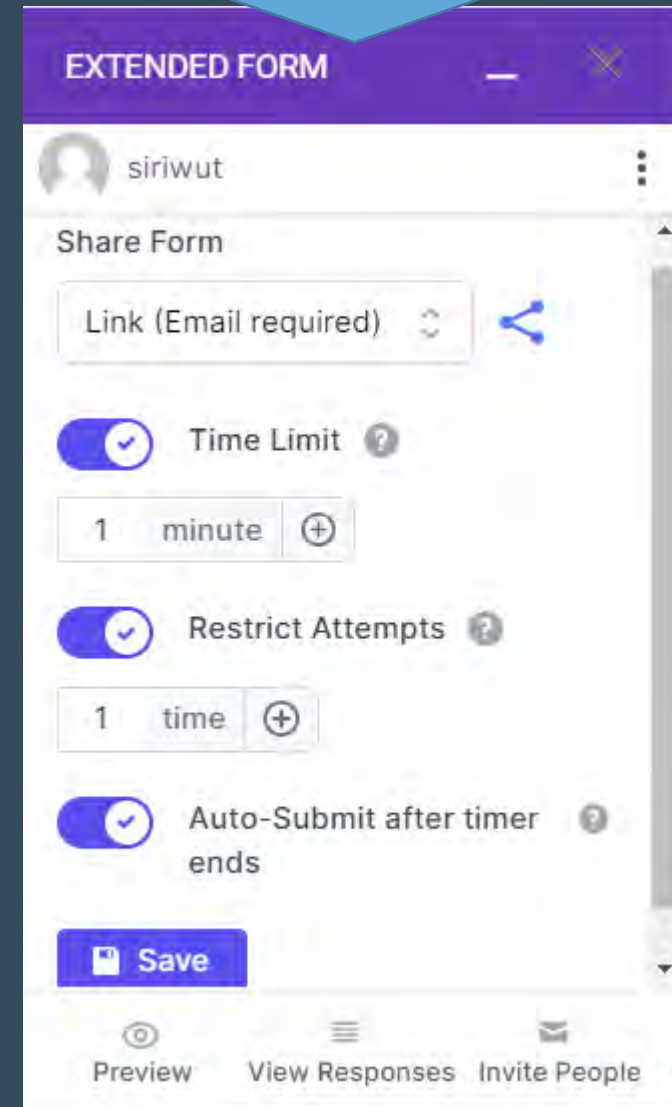 EXTENDED FORM
siriwut
Share Form
Link (Email required)
Time Limit ?
1 minute
Restrict Attempts ?
1 time
Auto-Submit after timer ?
ends
Save
Preview View Responses Invite People